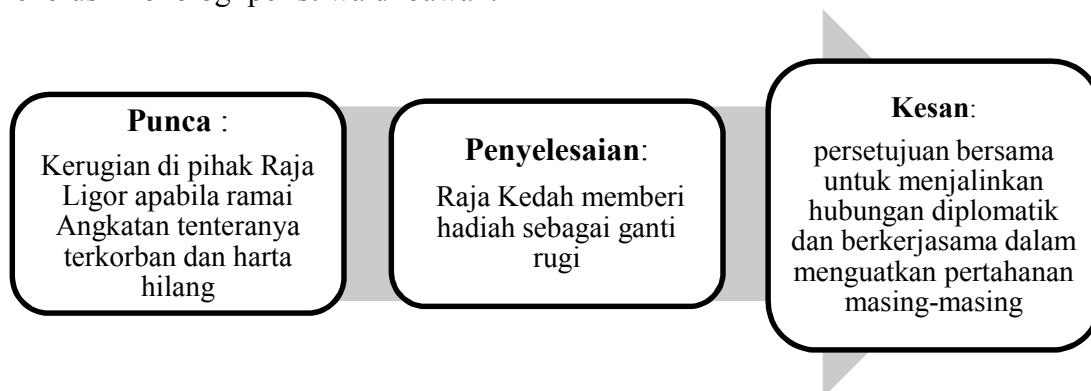 Punca :
Kerugian di pihak Raja
Ligor apabila ramai
Angkatan tenteranya
terkorban dan harta
hilang
Penyelesaian:
Raja Kedah memberi
hadiah sebagai ganti
rugi
Kesan:
persetujuan bersama
untuk menjalinkan
hubungan diplomatik
dan berkerjasama dalam
menguatkan pertahanan
masing-masing